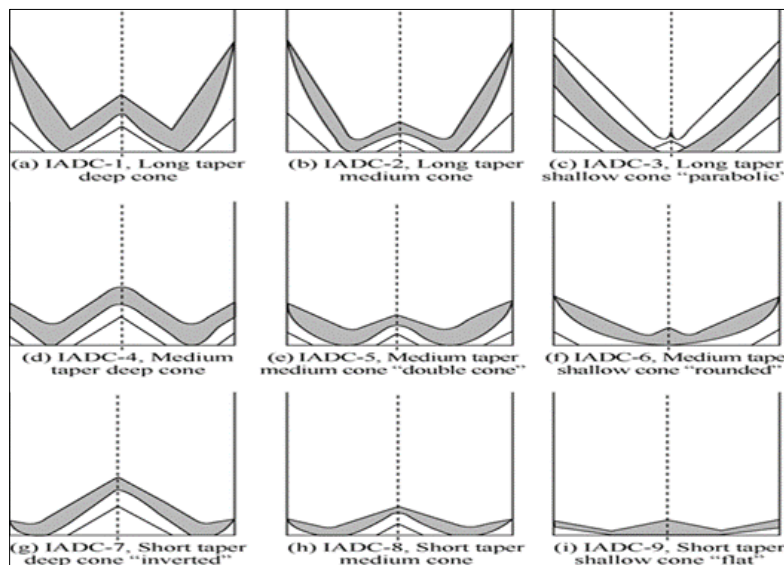 (a) IADC-1, Long taper
deep cone
(b) IADC-2, Long taper
medium cone
(c) IADC-3, Long taper
shallow cone “parabolic”
(d) IADC-4, Medium
taper deep cone
(e) IADC-5, Medium taper
medium cone “double cone”
(f) IADC-6, Medium taper
shallow cone “rounded”
(g) IADC-7, Short taper
deep cone “inverted”
(h) IADC-8, Short taper
medium cone
(i) IADC-9, Short taper
shallow cone “flat”